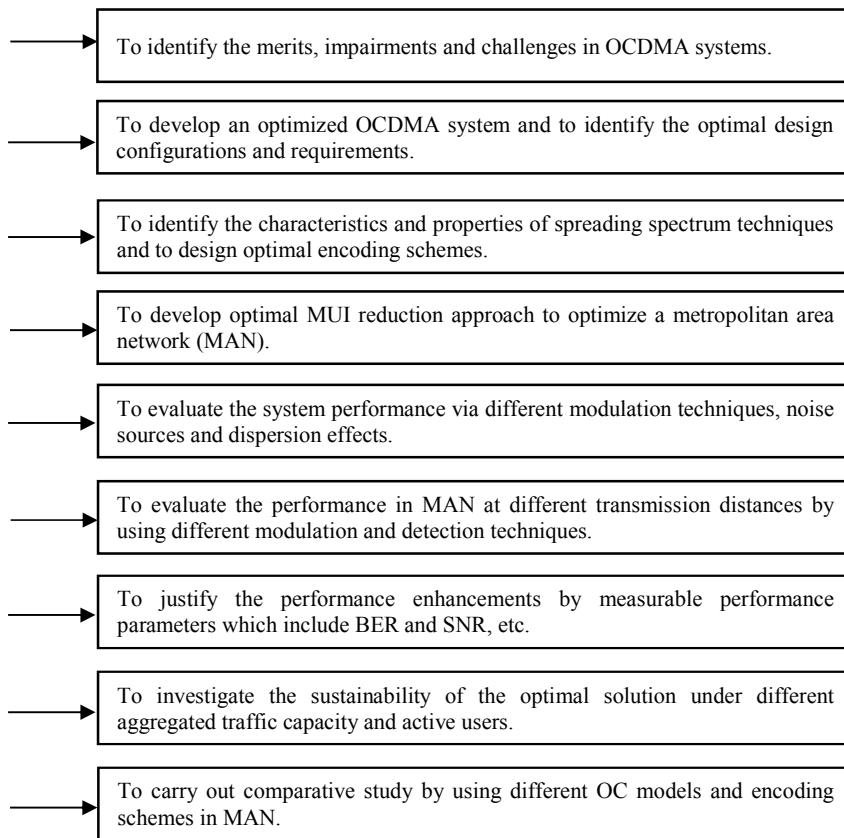 To identify the merits, impairments and challenges in OCDMA systems.
To develop an optimized OCDMA system and to identify the optimal design
configurations and requirements.
To identify the characteristics and properties of spreading spectrum techniques
and to design optimal encoding schemes.
To develop optimal MUI reduction approach to optimize a metropolitan area
network (MAN).
To evaluate the system performance via different modulation techniques, noise
sources and dispersion effects.
To evaluate the performance in MAN at different transmission distances by
using different modulation and detection techniques.
To justify the performance enhancements by measurable performance
parameters which include BER and SNR, etc.
To investigate the sustainability of the optimal solution under different
aggregated traffic capacity and active users.
To carry out comparative study by using different OC models and encoding
schemes in MAN.